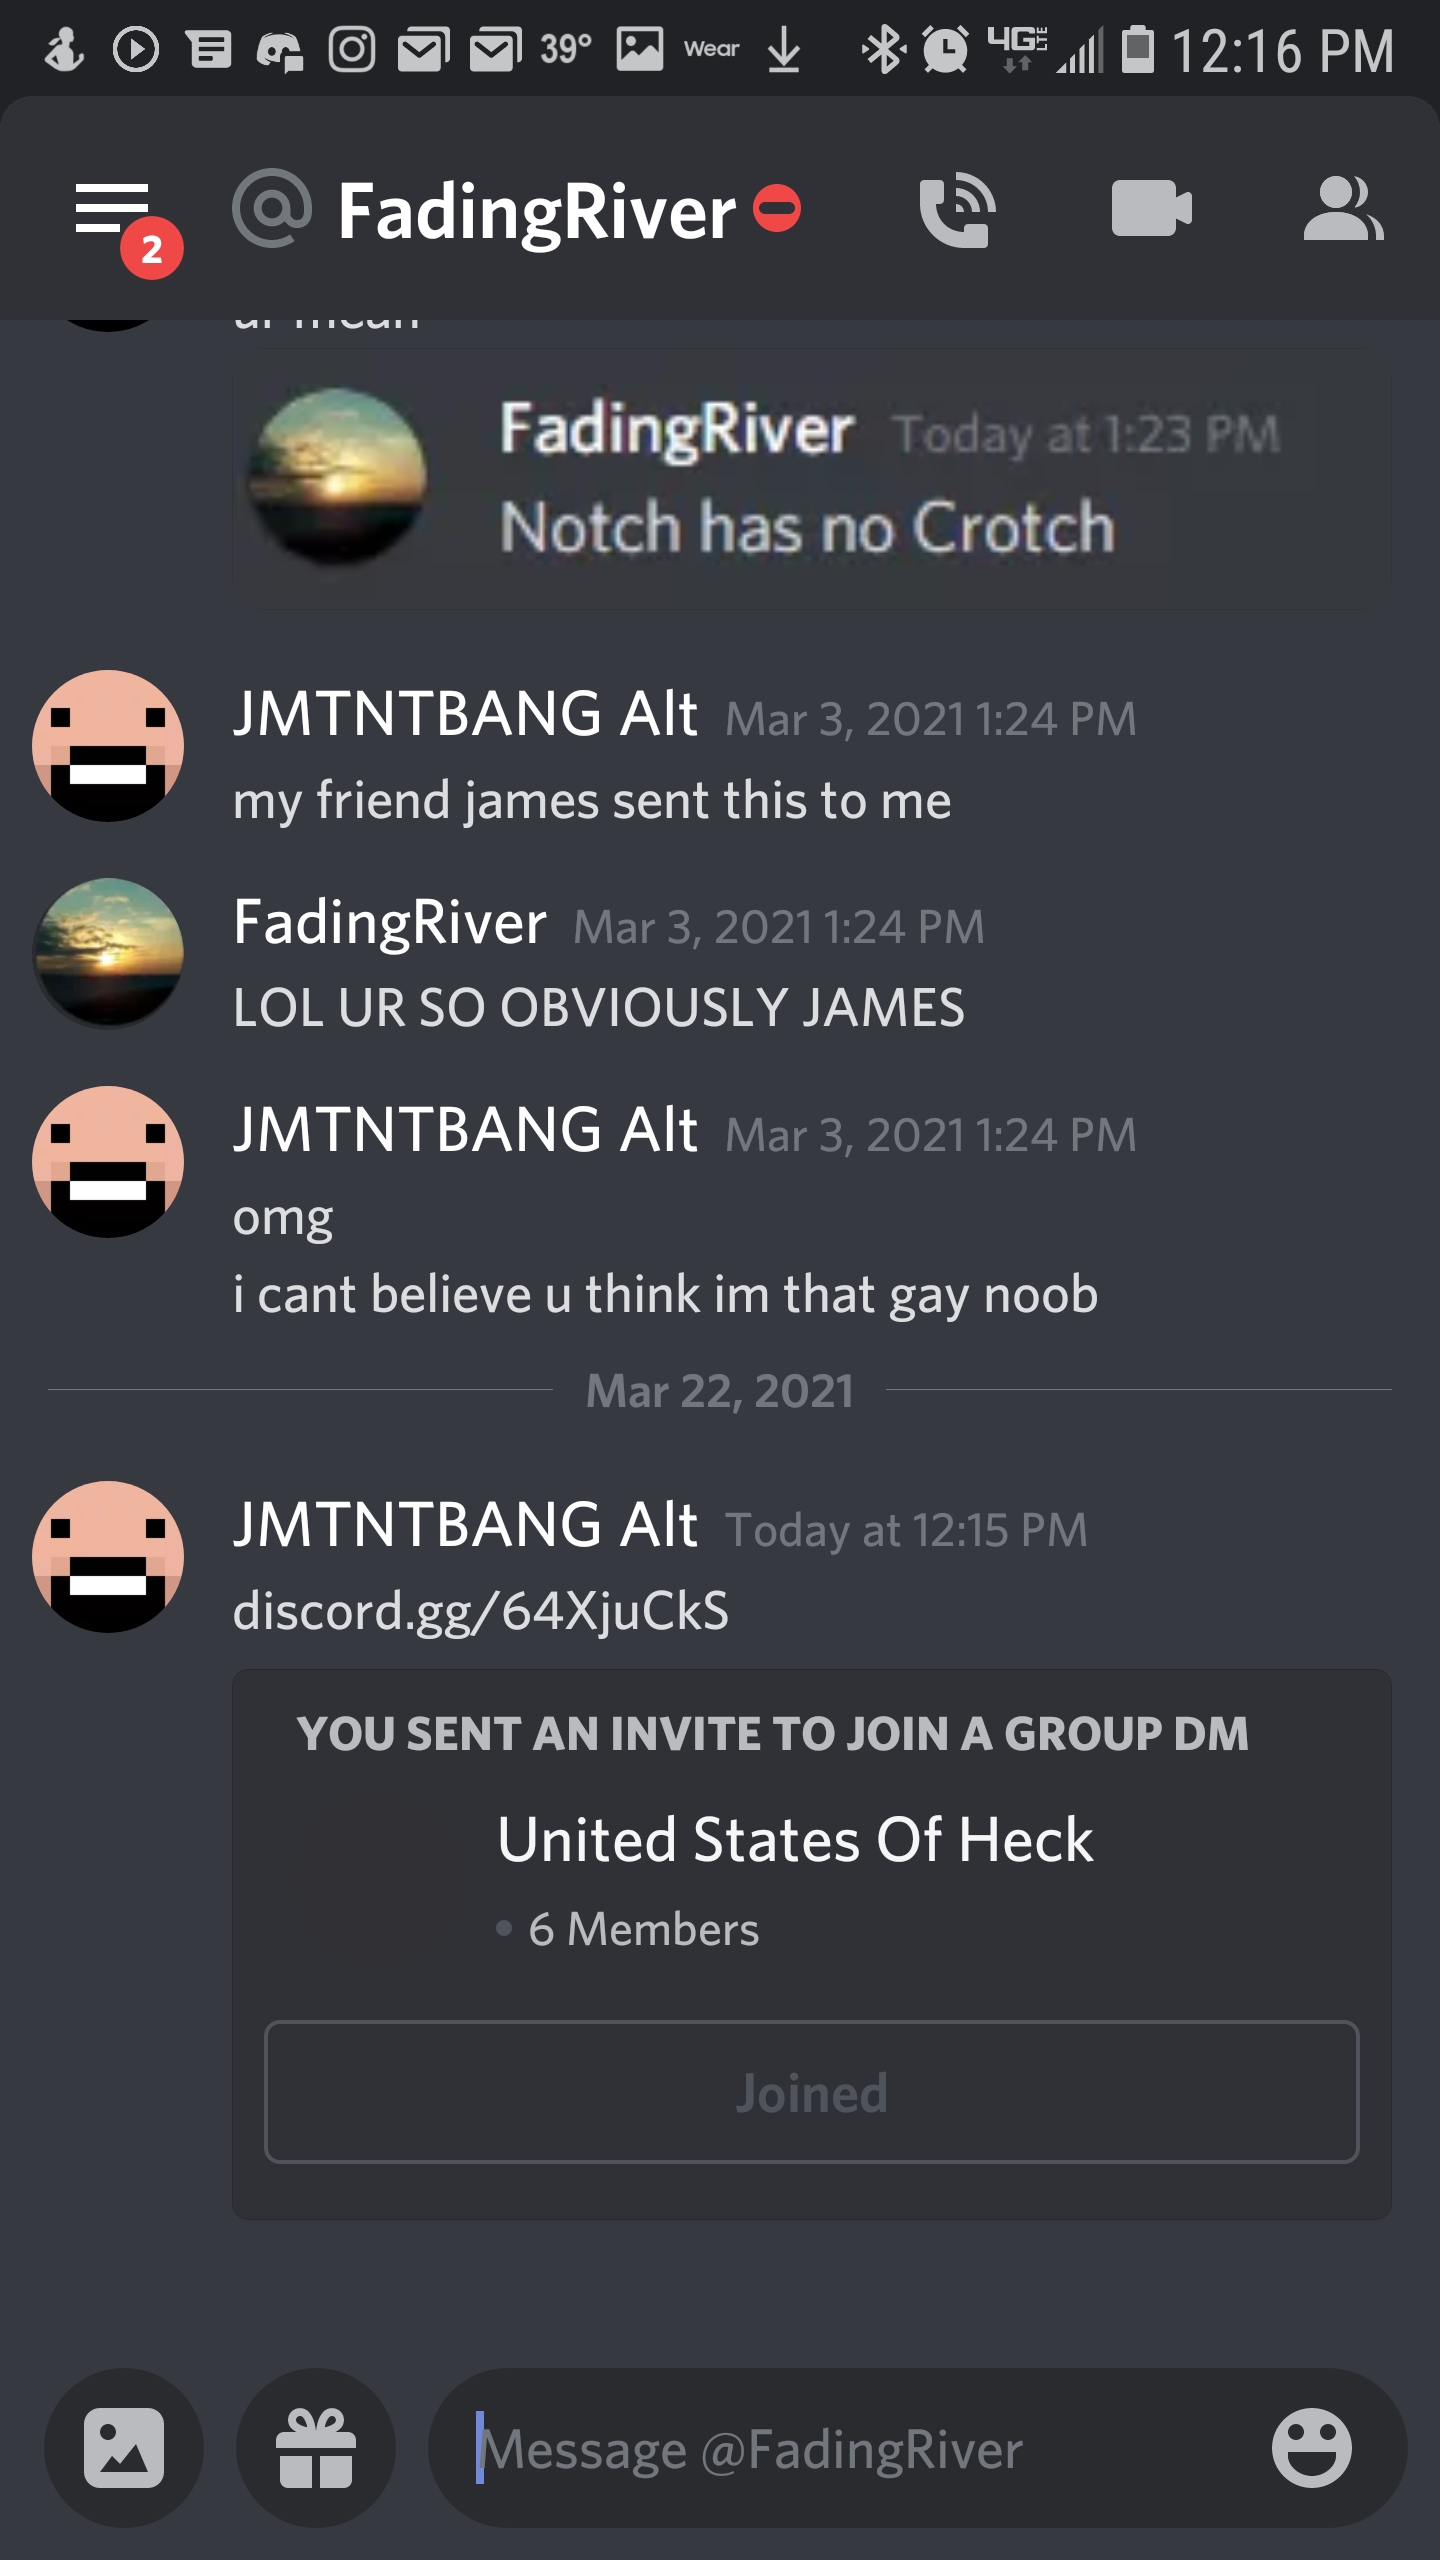 39° Wear 4G LTE 12:16 PM
2 @ FadingRiver
ur mean
FadingRiver Today at 1:23 PM
Notch has no Crotch
JMTNTBANG Alt Mar 3, 2021 1:24 PM
my friend james sent this to me
FadingRiver Mar 3, 2021 1:24 PM
LOL UR SO OBVIOUSLY JAMES
JMTNTBANG Alt Mar 3, 2021 1:24 PM
omg
i cant believe u think im that gay noob
Mar 22, 2021
JMTNTBANG Alt Today at 12:15 PM
discord.gg/64XjuCkS
YOU SENT AN INVITE TO JOIN A GROUP DM
United States Of Heck
• 6 Members
Joined
Message @FadingRiver